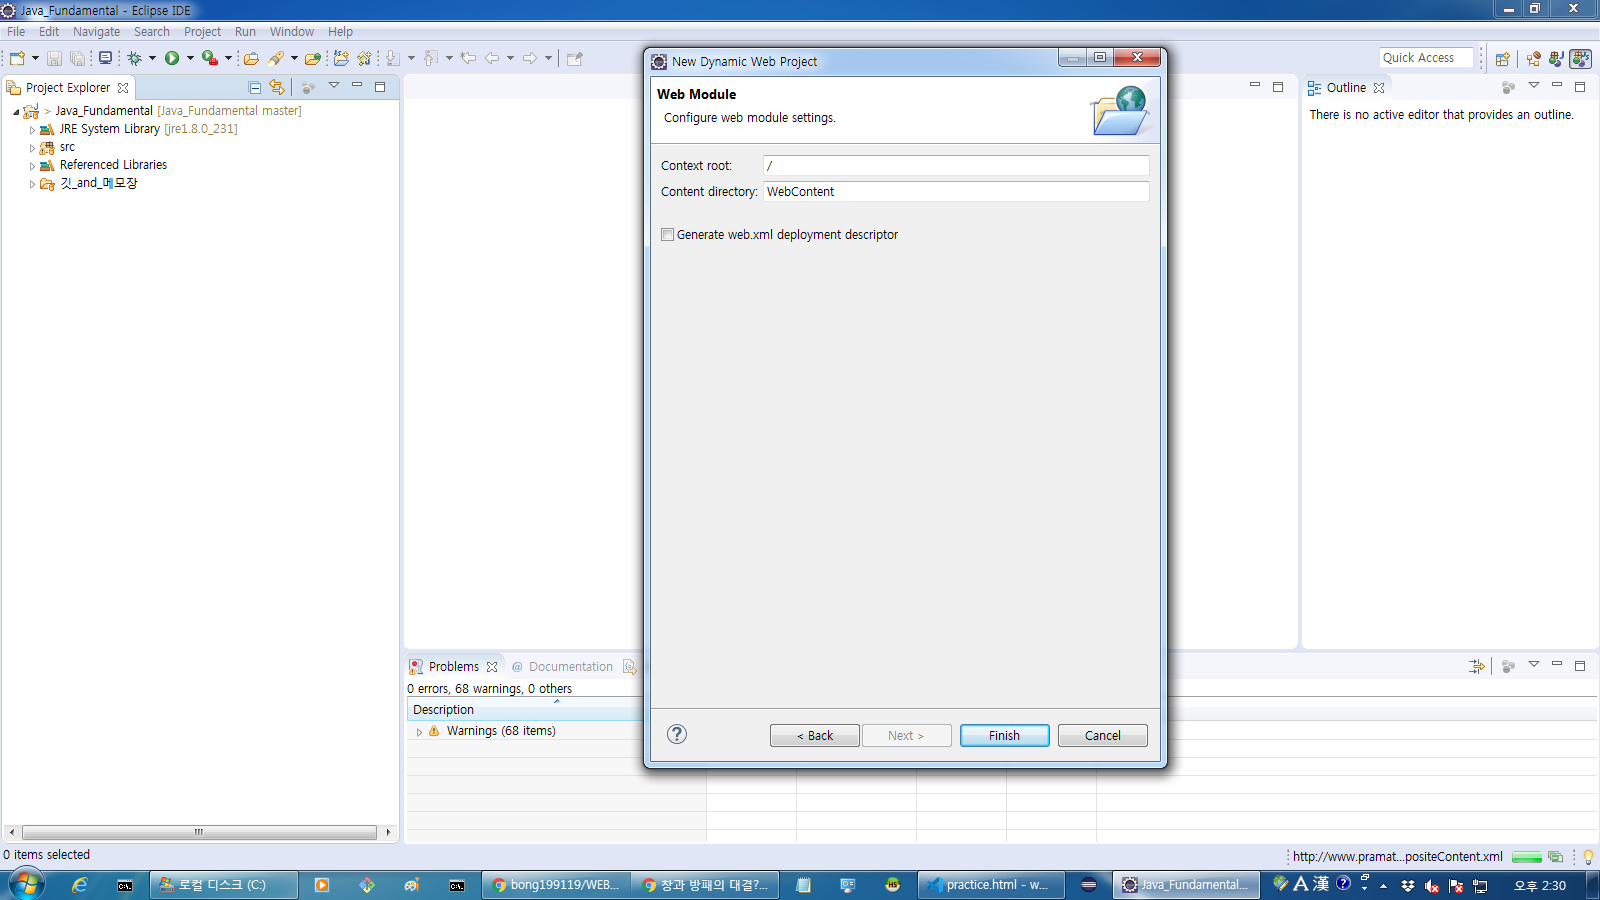 Java_Fundamental - Eclipse IDE
File Edit Navigate Search Project Run Window Help
Quick Access
Project Explorer
> Java_Fundamental [Java_Fundamental master]
JRE System Library [jre1.8.0_231]
src
Referenced Libraries
깃_and_메모장
New Dynamic Web Project
Web Module
Configure web module settings.
Context root: /
Content directory: WebContent
Generate web.xml deployment descriptor
< Back Next > Finish Cancel
Outline
There is no active editor that provides an outline.
Problems @ Documentation
0 errors, 68 warnings, 0 others
Description
Warnings (68 items)
0 items selected
http://www.pramat...positeContent.xml
로컬 디스크 (C:)
bong199119/WEB...
창과 방패의 대결?...
practice.html - w...
Java_Fundamental...
A 漢
오후 2:30